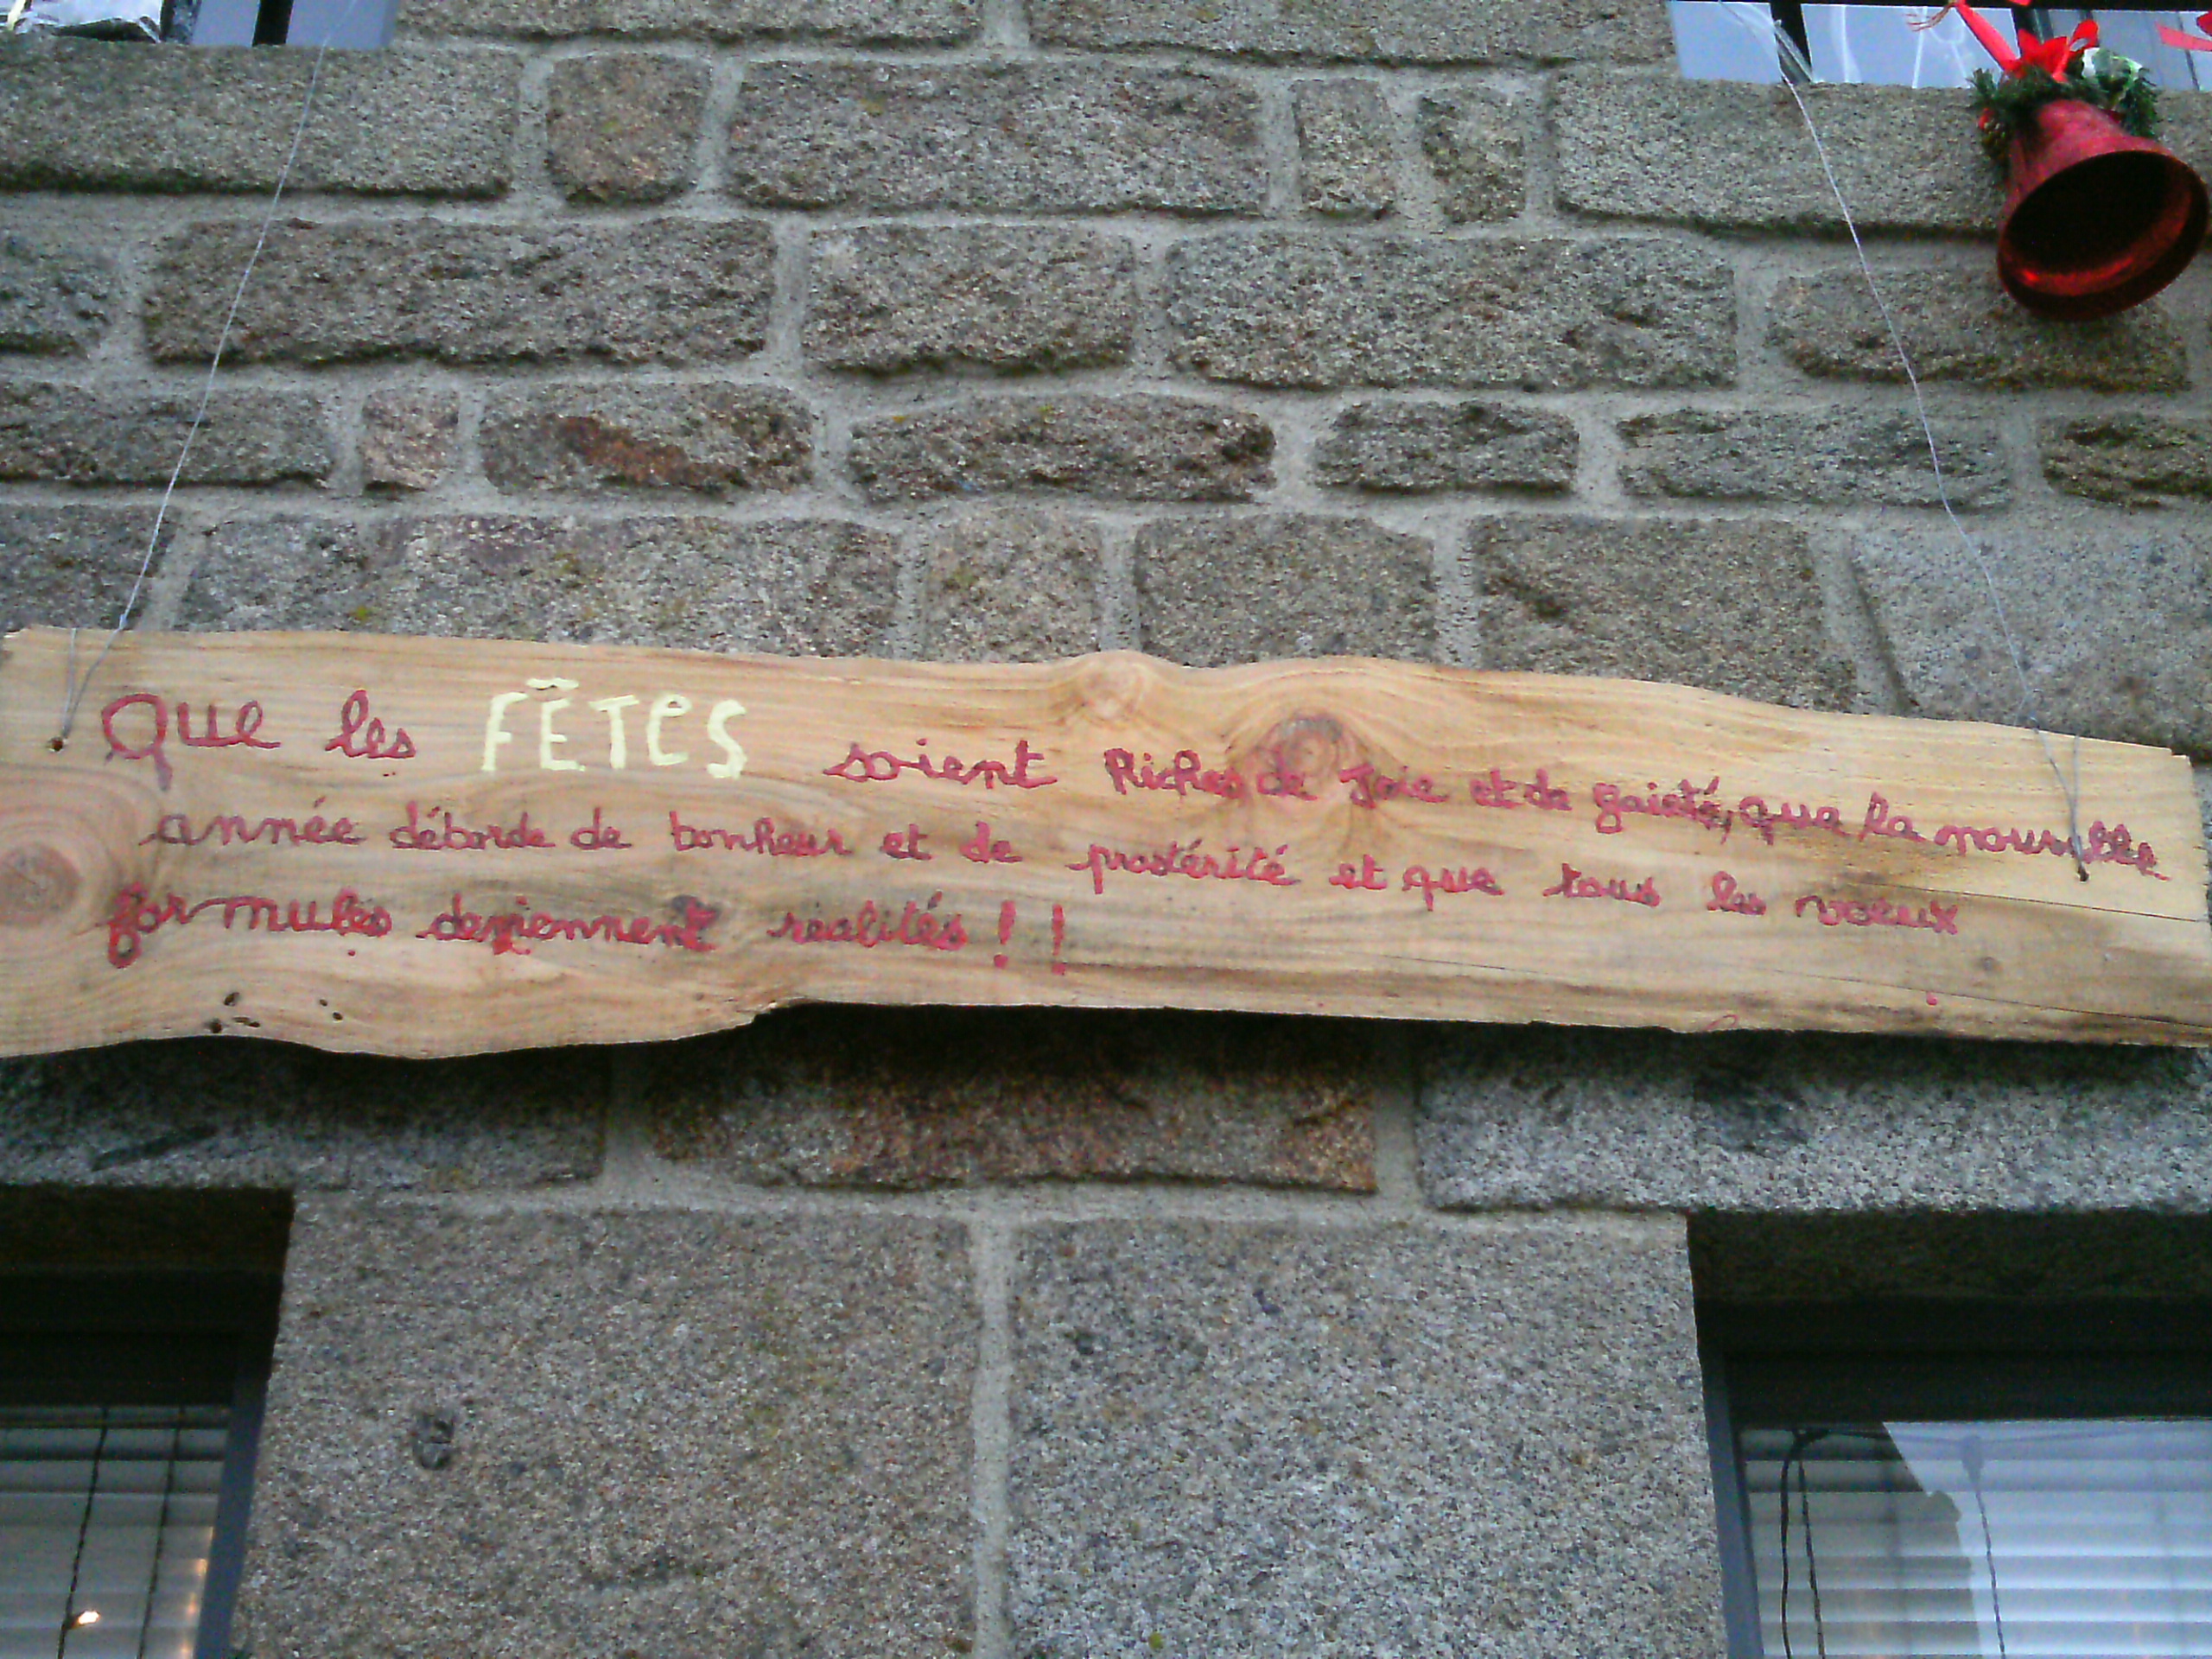 Que les FÊTES soient Riches de Joie et de gaieté, que la nouvelle
année déborde de bonheur et de prostérité et que tous les voeux
formulés deviennent réalités ! !